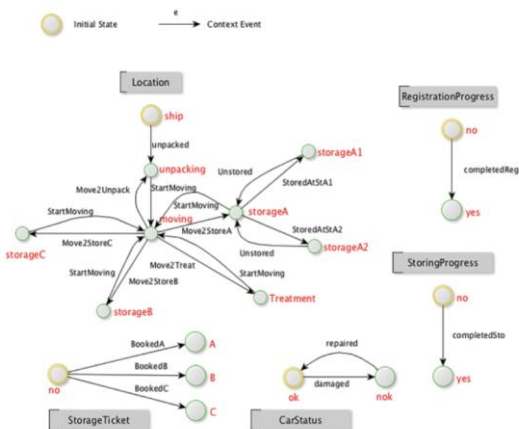 e
Initial State
Context Event
Location
RegistrationProgress
ship
no
unpacked
completedReg
yes
storageA1
unpacking
Unstored
StoredAtStA1
Move2Unpack
StartMoving
StartMoving
storageA
moving
Move2StoreA
StartMoving
StoredAtStA2
storageA2
Unstored
Move2StoreC
storageC
Move2Treat
StartMoving
StartMoving
Move2StoreB
Treatment
storageB
StoringProgress
no
completedSto
yes
BookedA
A
BookedB
B
BookedC
C
no
StorageTicket
repaired
damaged
ok
nok
CarStatus